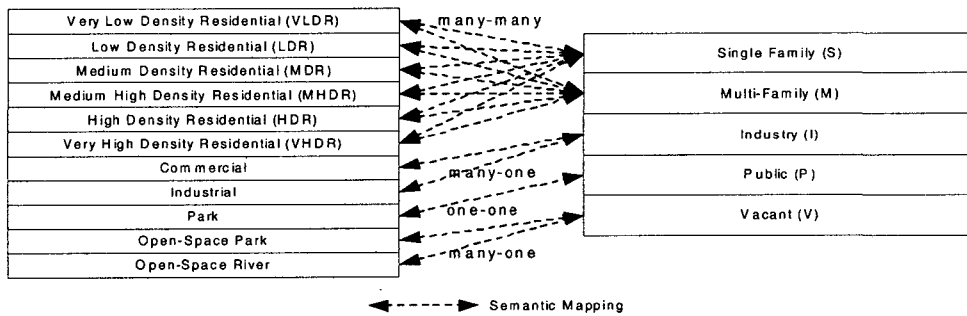 Very Low Density Residential (VLDR)
Low Density Residential (LDR)
Medium Density Residential (MDR)
Medium High Density Residential (MHDR)
High Density Residential (HDR)
Very High Density Residential (VHDR)
Commercial
Industrial
Park
Open-Space Park
Open-Space River
many-many
many-one
one-one
many-one
Single Family (S)
Multi-Family (M)
Industry (I)
Public (P)
Vacant (V)
Semantic Mapping